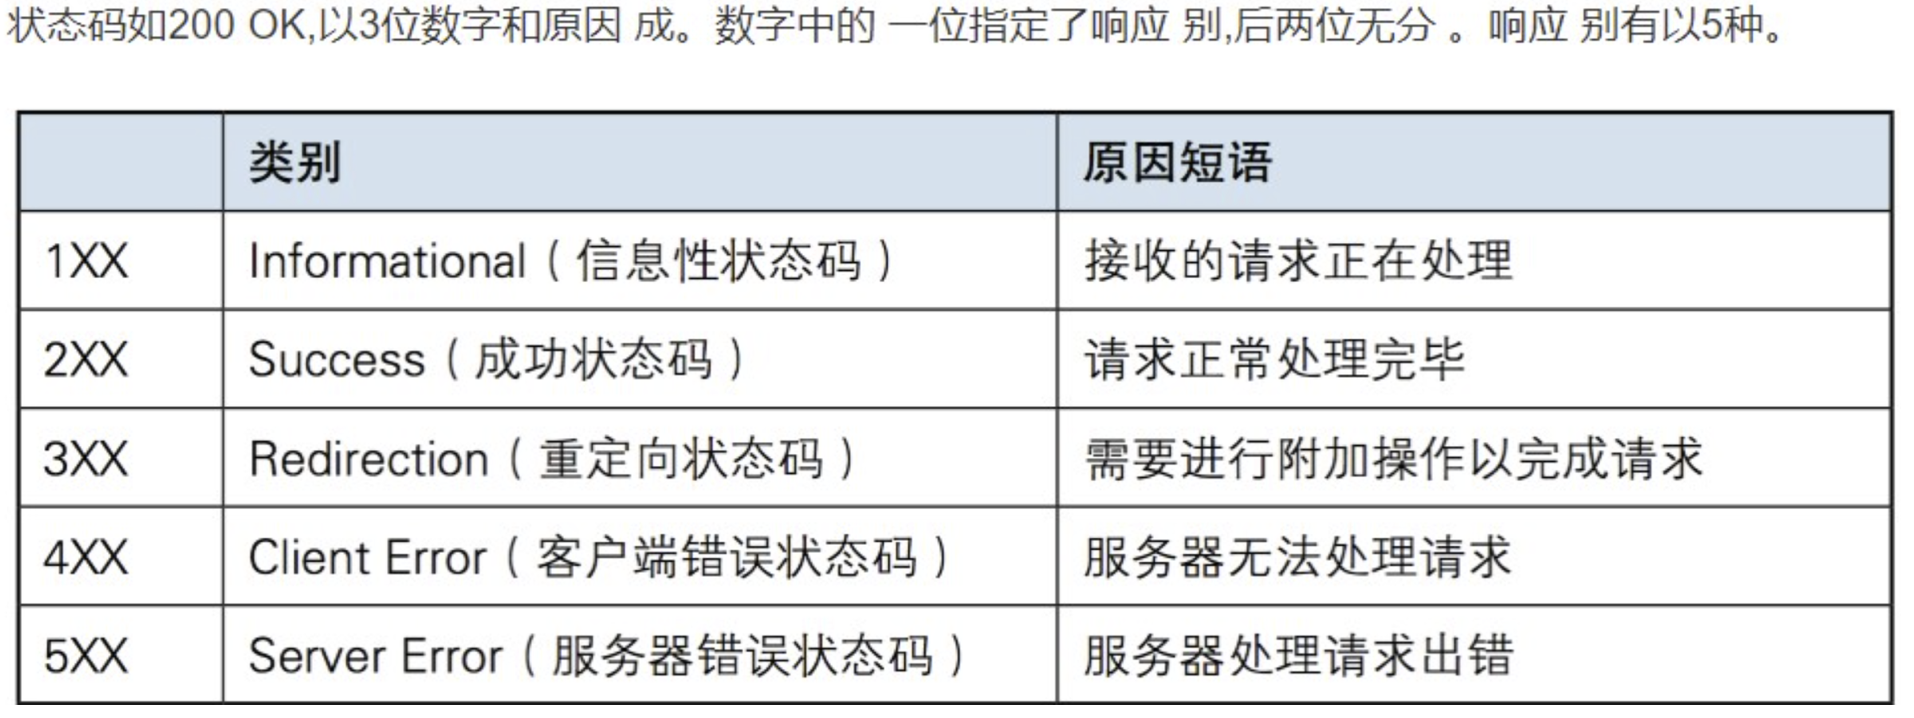 状态码如200 OK,以3位数字和原因 成。数字中的 一位指定了响应 别,后两位无分 。响应 别有以5种。
类别 原因短语
1XX Informational（信息性状态码） 接收的请求正在处理
2XX Success（成功状态码） 请求正常处理完毕
3XX Redirection（重定向状态码） 需要进行附加操作以完成请求
4XX Client Error（客户端错误状态码） 服务器无法处理请求
5XX Server Error（服务器错误状态码） 服务器处理请求出错